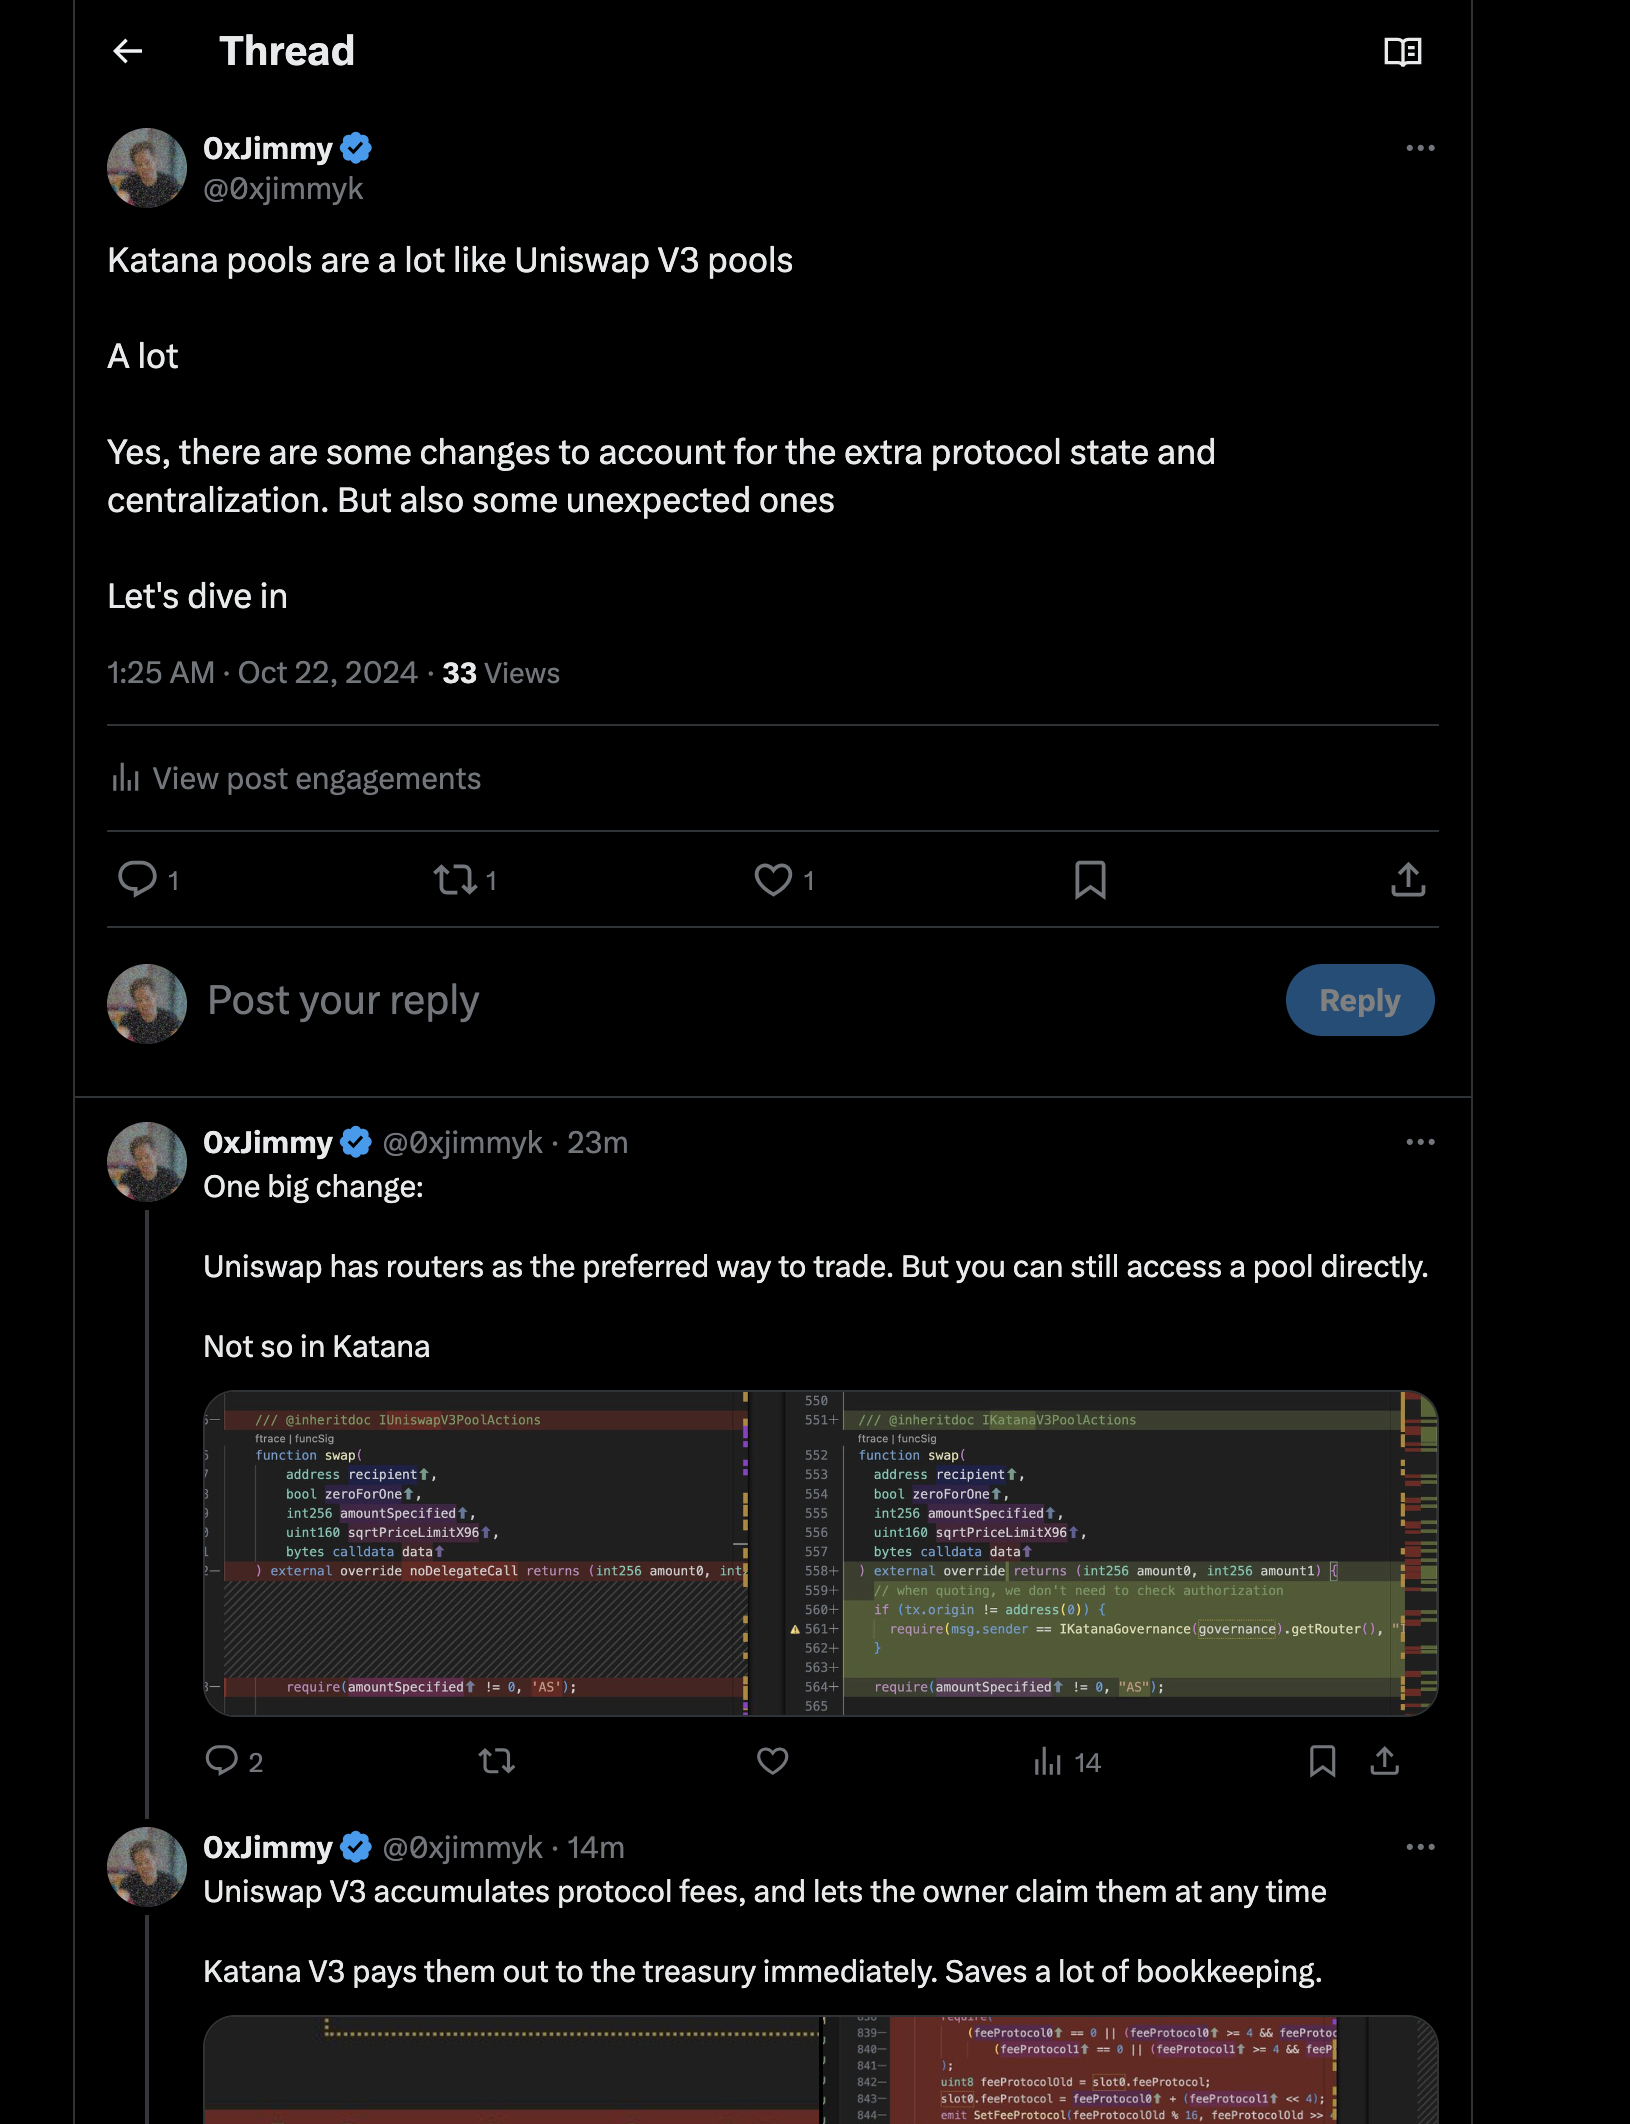 Thread
0xJimmy
@0xjimmyk
Katana pools are a lot like Uniswap V3 pools
A lot
Yes, there are some changes to account for the extra protocol state and
centralization. But also some unexpected ones
Let's dive in
1:25 AM · Oct 22, 2024 · 33 Views
View post engagements
1 1 1
Post your reply
Reply
0xJimmy @0xjimmyk · 23m
One big change:
Uniswap has routers as the preferred way to trade. But you can still access a pool directly.
Not so in Katana
/// @inheritdoc IUniswapV3PoolActions
ftrace | funcSig
function swap(
address recipient↑,
bool zeroForOne↑,
int256 amountSpecified↑,
uint160 sqrtPriceLimitX96↑,
bytes calldata data↑
) external override noDelegateCall returns (int256 amount0, int
require(amountSpecified↑ != 0, 'AS');
550
551+ /// @inheritdoc IKatanaV3PoolActions
ftrace | funcSig
552 function swap(
553 address recipient↑,
554 bool zeroForOne↑,
555 int256 amountSpecified↑,
556 uint160 sqrtPriceLimitX96↑,
557 bytes calldata data↑
558+ ) external override returns (int256 amount0, int256 amount1) {
559+ // when quoting, we don't need to check authorization
560+ if (tx.origin != address(0)) {
561+ require(msg.sender == IKatanaGovernance(governance).getRouter(), "
562+ }
563+
564+ require(amountSpecified↑ != 0, "AS");
565
2 14
0xJimmy @0xjimmyk · 14m
Uniswap V3 accumulates protocol fees, and lets the owner claim them at any time
Katana V3 pays them out to the treasury immediately. Saves a lot of bookkeeping.
839— (feeProtocol0↑ == 0 || (feeProtocol0↑ >= 4 && feeProtoc
840— (feeProtocol1↑ == 0 || (feeProtocol1↑ >= 4 && feeP
841— );
842— uint8 feeProtocolOld = slot0.feeProtocol;
843— slot0.feeProtocol = feeProtocol0↑ + (feeProtocol1↑ << 4);
844— emit SetFeeProtocol(feeProtocolOld % 16, feeProtocolOld >>